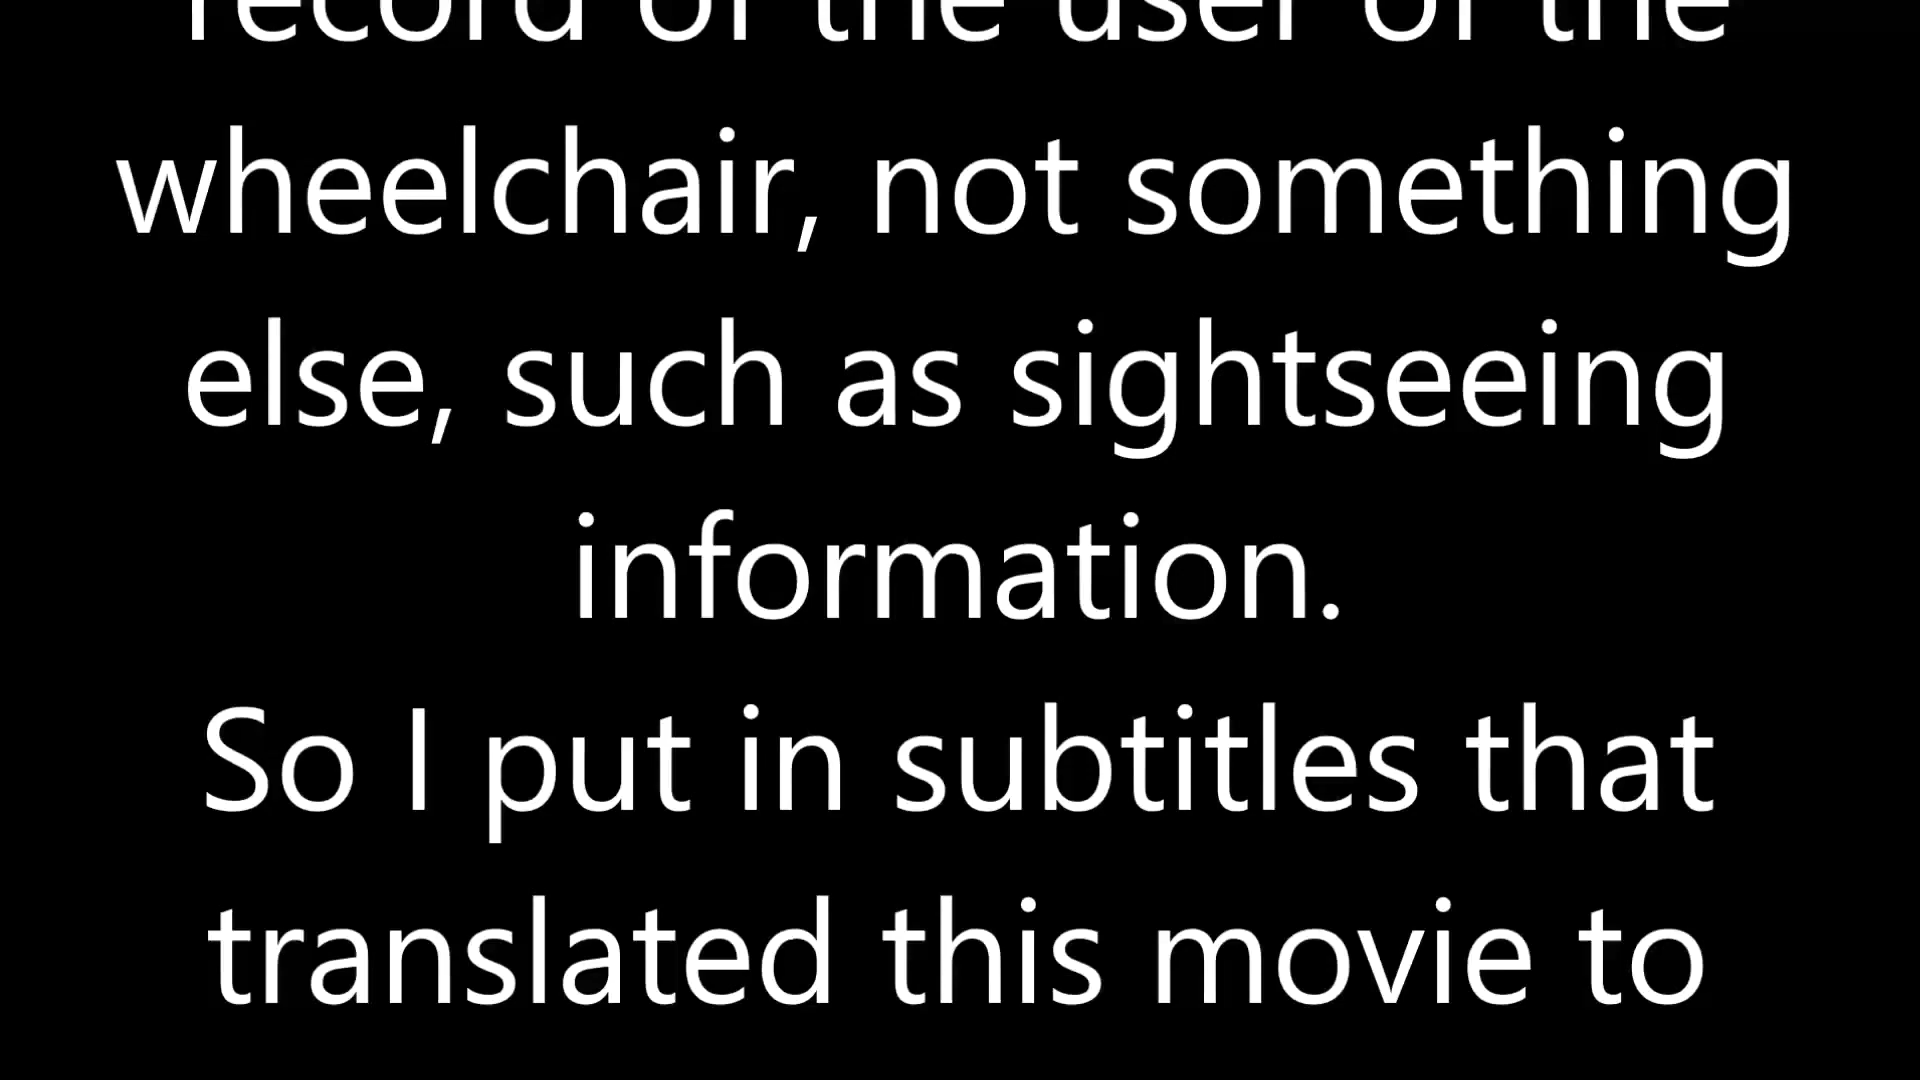 record of the user of the
wheelchair, not something
else, such as sightseeing
information.
So I put in subtitles that
translated this movie to